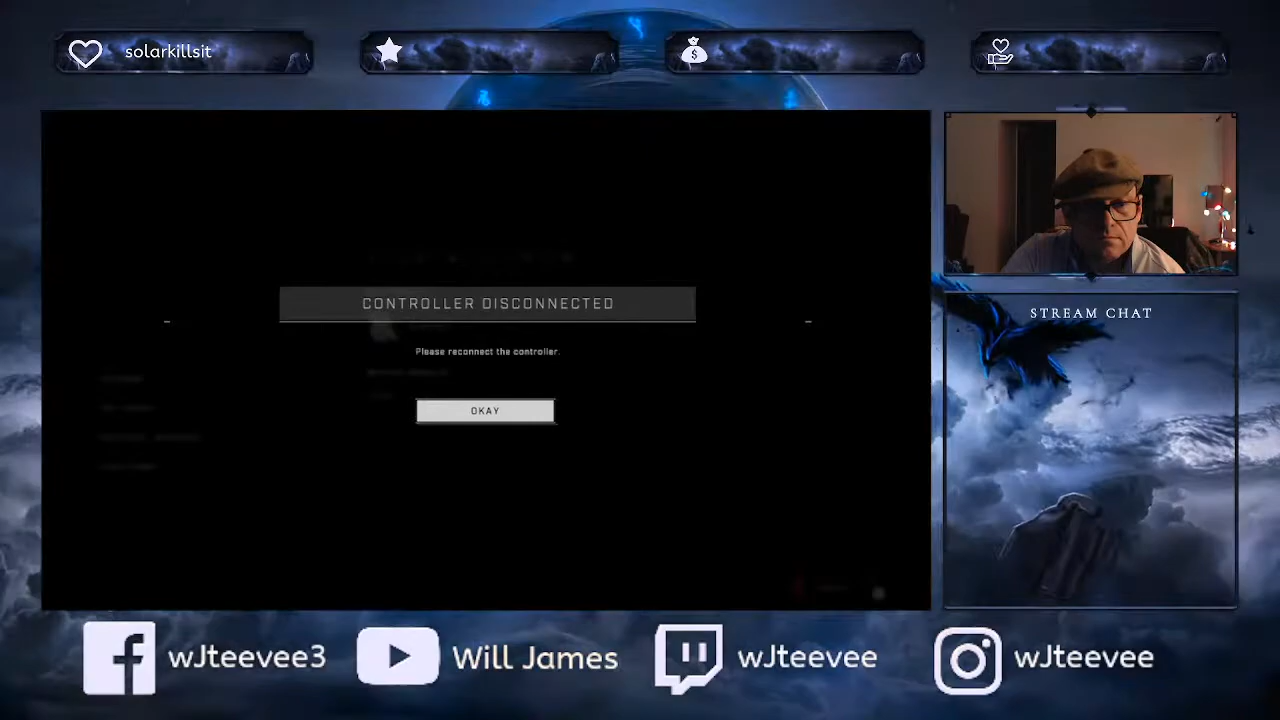 solarkillsit
CONTROLLER DISCONNECTED
Please reconnect the controller.
OKAY
STREAM CHAT
wJteevee3
Will James
wJteevee
wJteevee